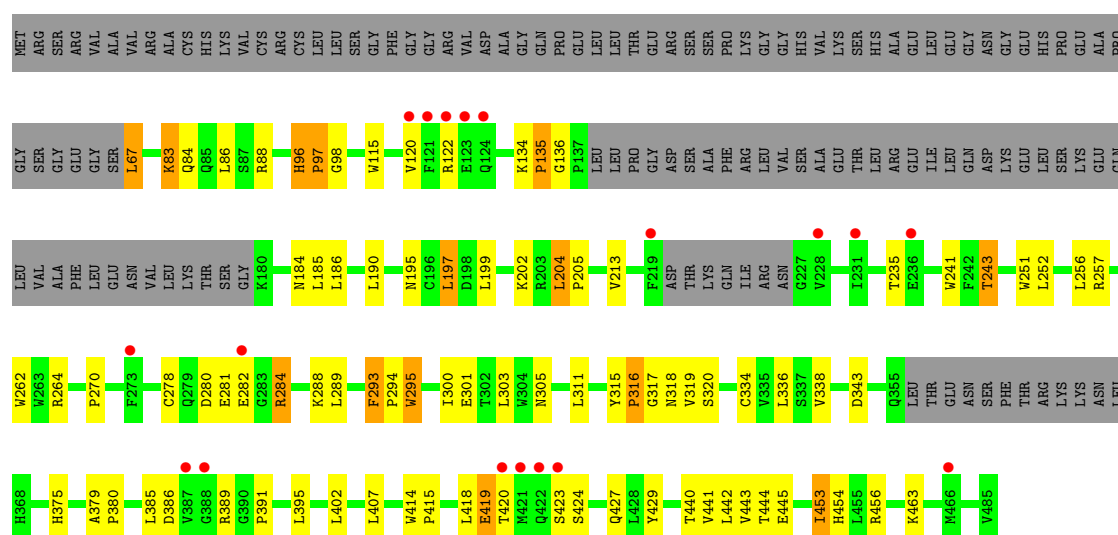 MET ARG SER ARG VAL ALA VAL ARG ALA CYS HIS LYS VAL CYS ARG CYS LEU LEU SER GLY PHE GLY GLY ARG VAL ASP ALA GLY GLN PRO GLU LEU LEU THR GLU ARG SER SER PRO LYS GLY GLY HIS VAL LYS SER HIS ALA GLU LEU GLU GLY ASN GLY GLU HIS PRO GLU ALA PRO
GLY SER GLY GLU GLY SER L67 K83 Q84 Q85 L86 S87 R88 H96 P97 G98 W115 V120 F121 R122 E123 Q124 K134 P135 G136 P137 LEU LEU PRO GLY ASP SER ALA PHE ARG LEU VAL SER ALA GLU THR LEU ARG GLU ILE LEU GLN ASP LYS GLU LEU SER LYS GLU GLN
LEU VAL ALA PHE LEU GLU ASN VAL LEU LYS THR SER GLY K180 N184 L185 L186 L190 N195 C196 L197 D198 L199 K202 R203 L204 P205 V213 F219 ASP THR LYS GLN ILE ARG ASN G227 V228 I231 T235 E236 W241 F242 T243 W251 L252 L256 R257
W262 W263 R264 P270 F273 C278 Q279 D280 E281 E282 G283 R284 K288 L289 F293 P294 W295 I300 E301 T302 L303 W304 N305 L311 Y315 P316 G317 N318 V319 S320 C334 V335 L336 S337 V338 D343 Q355 LEU THR GLU ASN SER PHE THR ARG LYS LYS ASN LEU
H368 H375 A379 P380 L385 D386 V387 G388 R389 G390 P391 L395 L402 L407 W414 P415 L418 E419 T420 M421 Q422 S423 S424 Q427 L428 Y429 T440 V441 L442 V443 T444 E445 I453 H454 L455 R456 K463 M466 V485